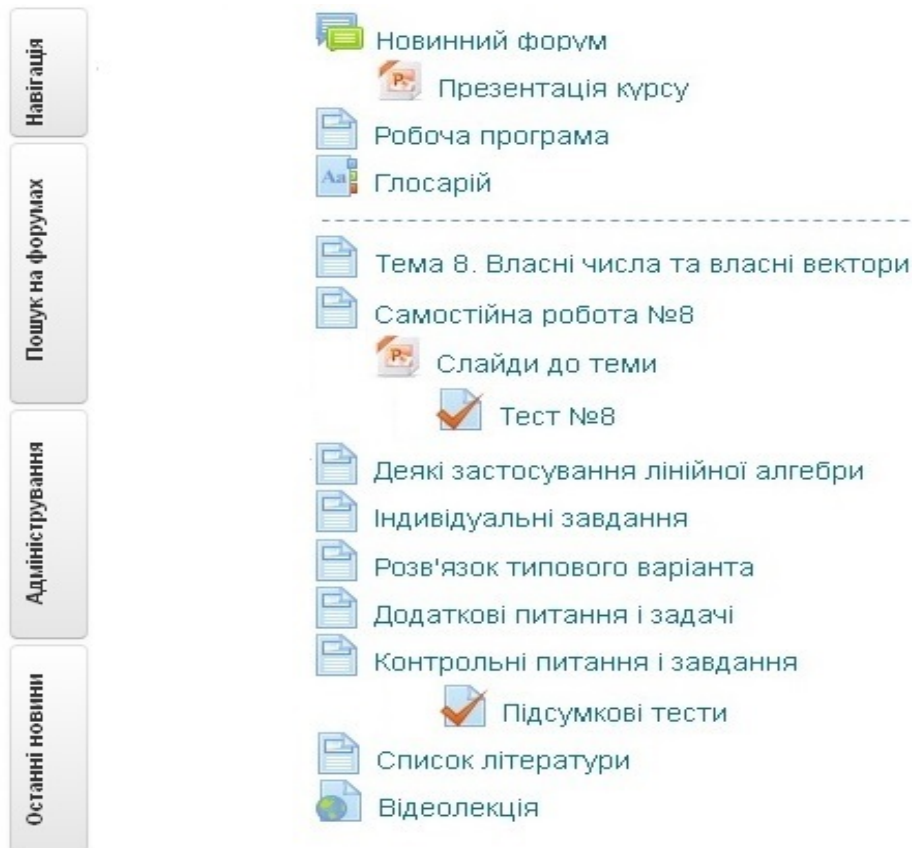 Навігація
Пошук на форумах
Адміністрування
Останні новини
Новинний форум
Презентація курсу
Робоча програма
Глосарій
Тема 8. Власні числа та власні вектори
Самостійна робота №8
Слайди до теми
Тест №8
Деякі застосування лінійної алгебри
Індивідуальні завдання
Розв'язок типового варіанта
Додаткові питання і задачі
Контрольні питання і завдання
Підсумкові тести
Список літератури
Відеолекція